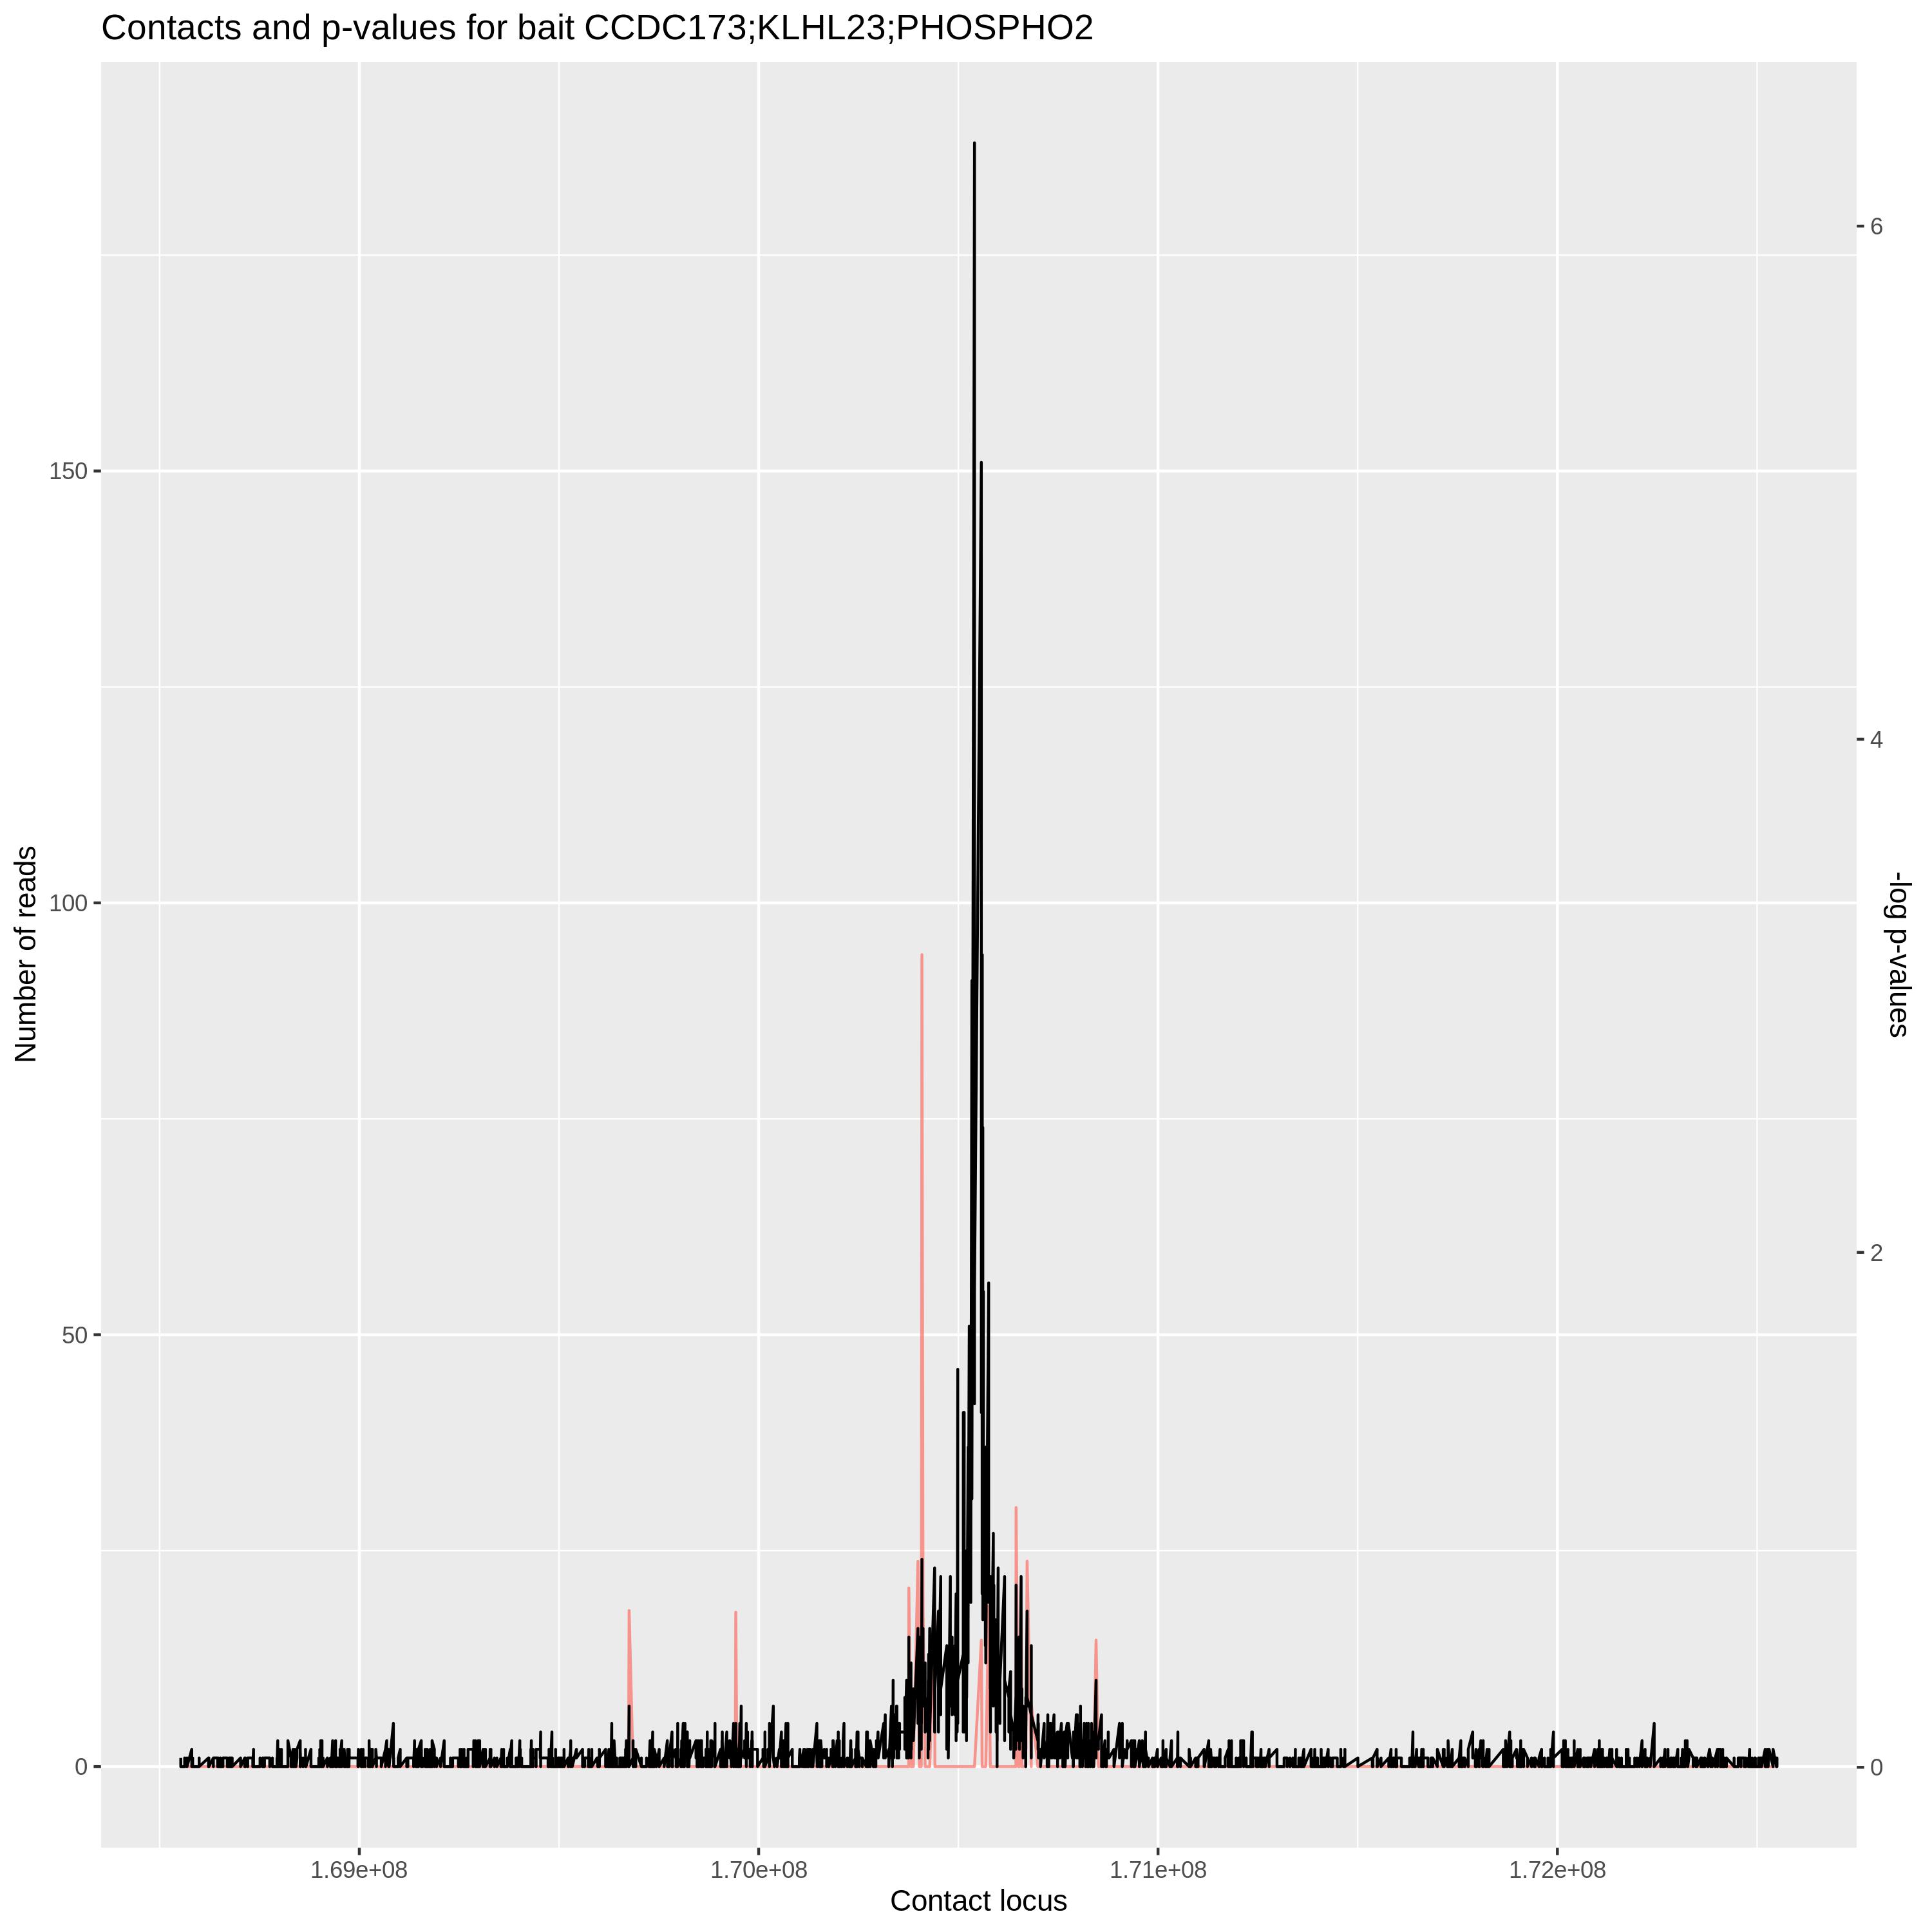 Contacts and p-values for bait CCDC173;KLHL23;PHOSPHO2
Number of reads
150
100
50
0
6
4
2
0
-log p-values
1.69e+08
1.70e+08
1.71e+08
1.72e+08
Contact locus